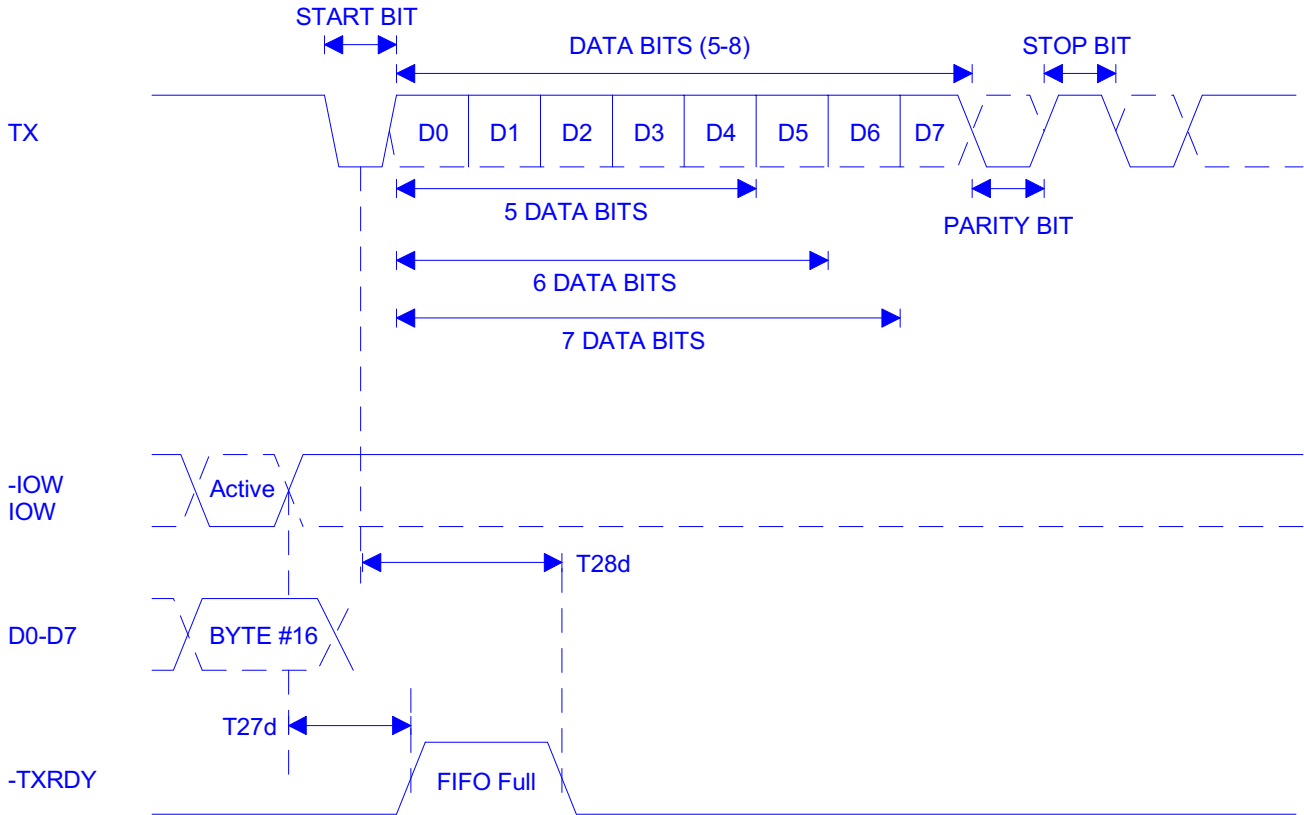 START BIT
DATA BITS (5-8)
STOP BIT
TX
D0 D1 D2 D3 D4 D5 D6 D7
5 DATA BITS
PARITY BIT
6 DATA BITS
7 DATA BITS
-IOW
IOW
Active
T28d
D0-D7
BYTE #16
T27d
-TXRDY
FIFO Full